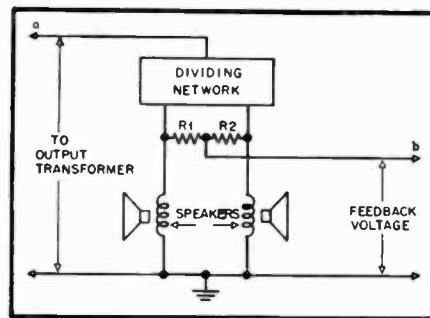 a
DIVIDING
NETWORK
R1 R2
b
TO
OUTPUT
TRANSFORMER
SPEAKERS
FEEDBACK
VOLTAGE